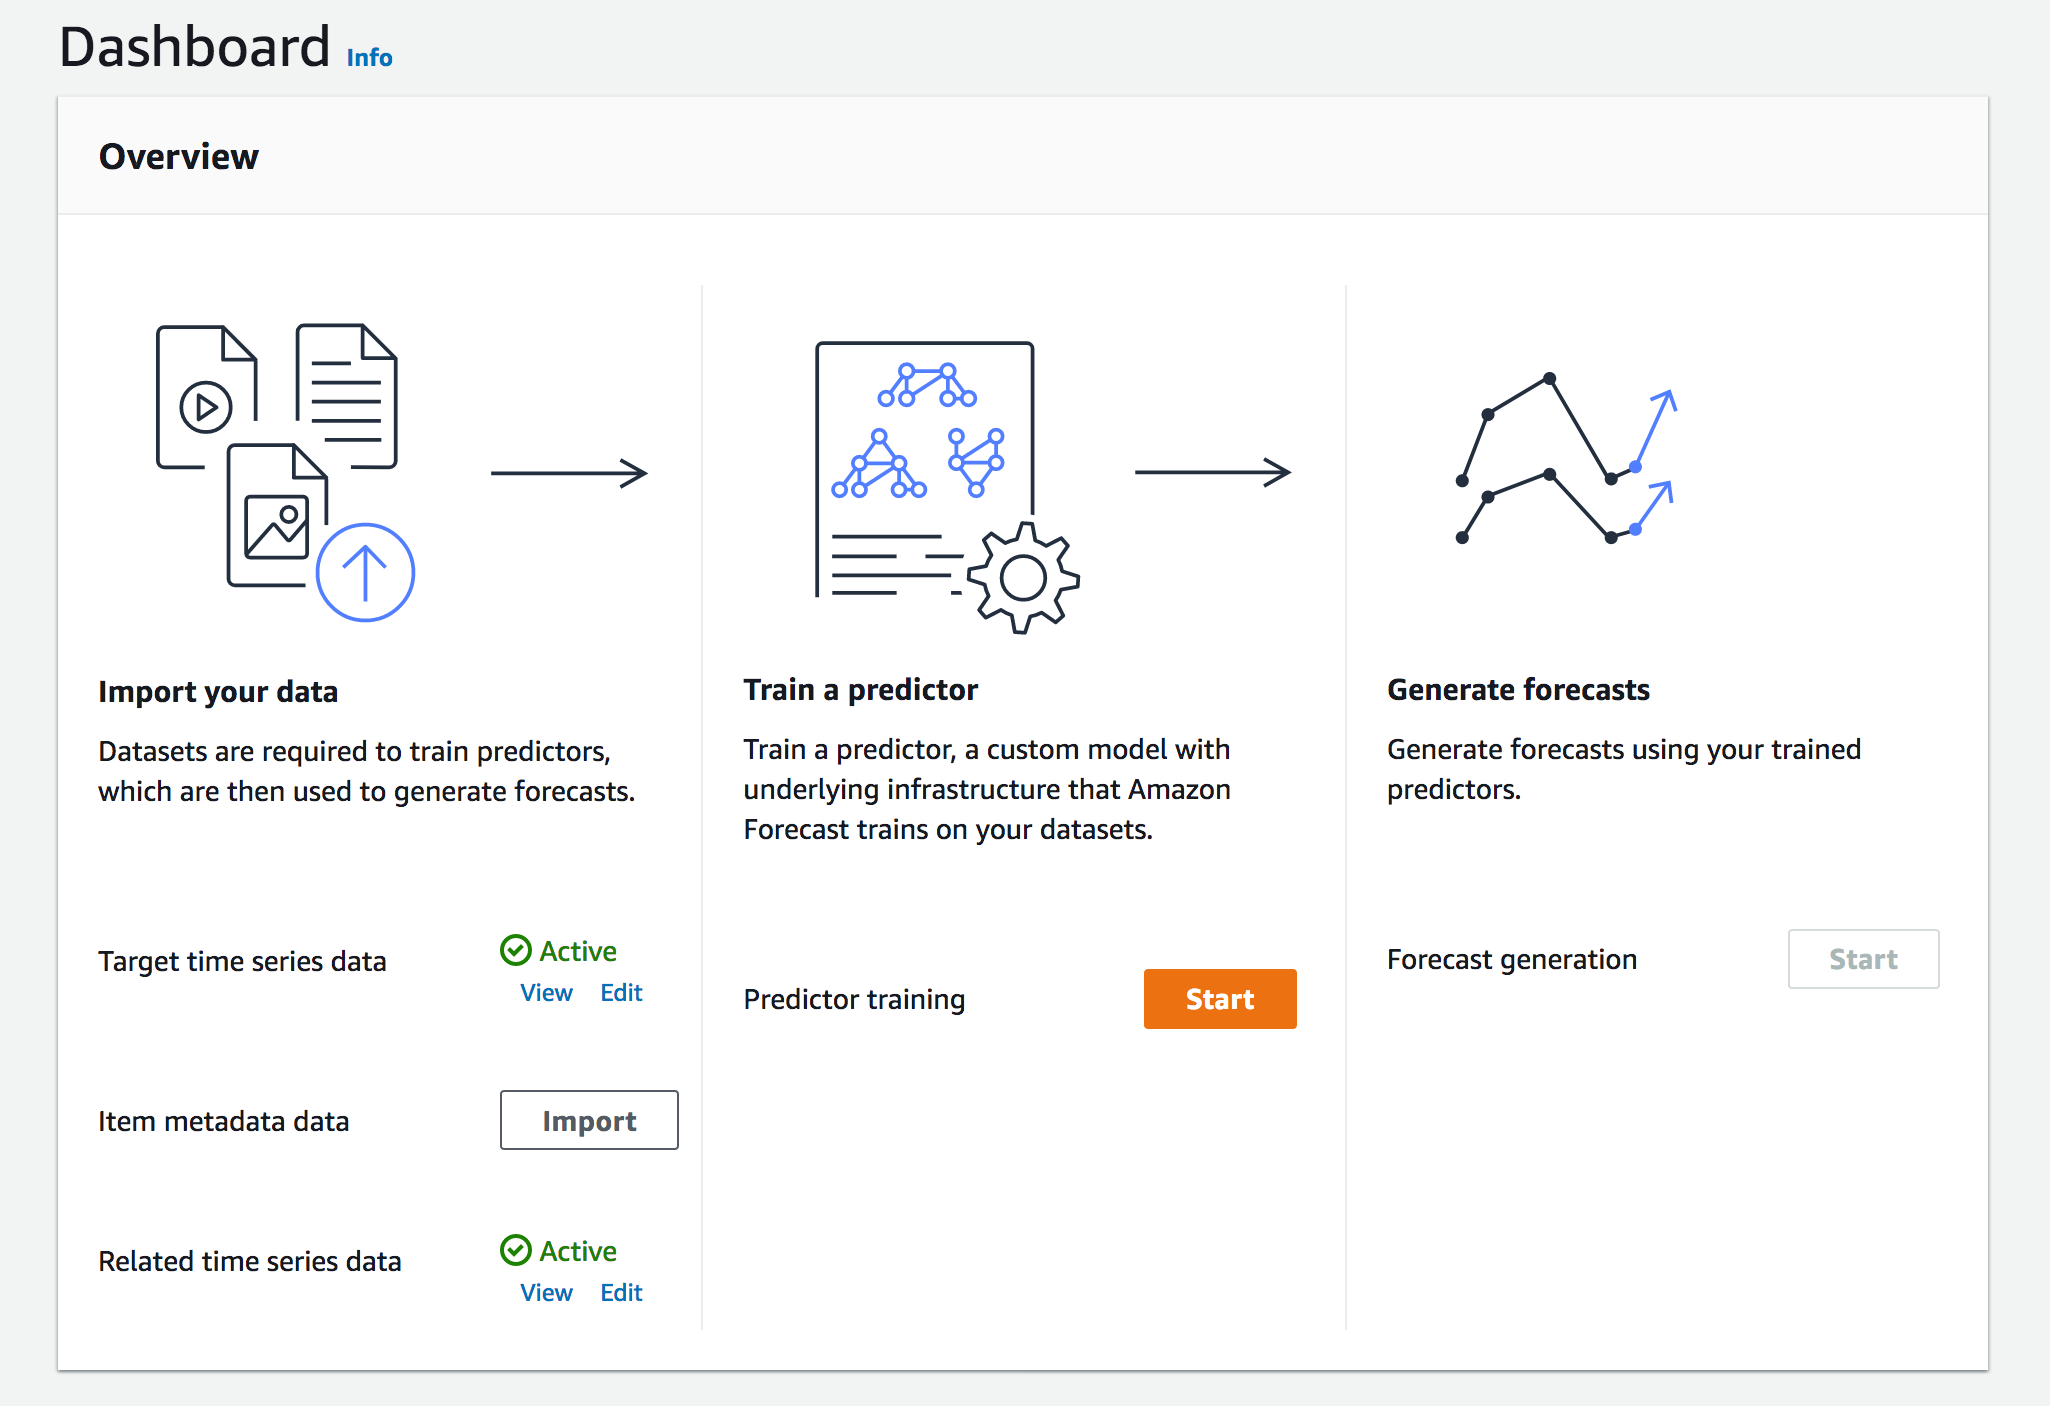 Dashboard Info
Overview
Import your data
Datasets are required to train predictors,
which are then used to generate forecasts.
Target time series data
Active
View Edit
Item metadata data
Import
Related time series data
Active
View Edit
Train a predictor
Train a predictor, a custom model with
underlying infrastructure that Amazon
Forecast trains on your datasets.
Predictor training
Start
Generate forecasts
Generate forecasts using your trained
predictors.
Forecast generation
Start